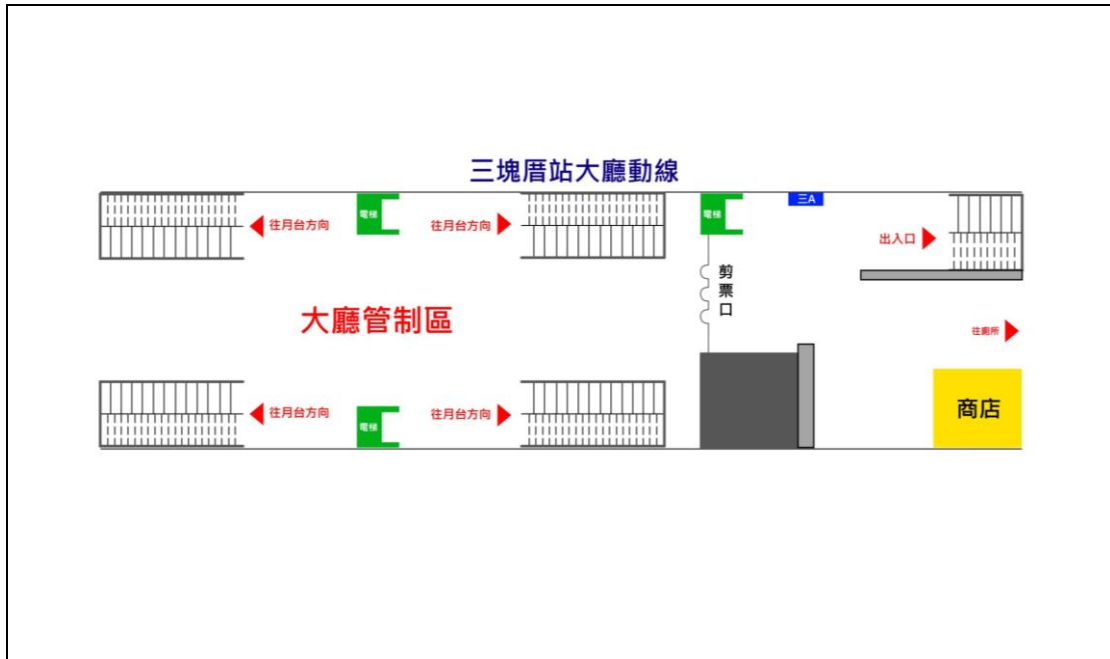 三塊厝站大廳動線
往月台方向
電梯
往月台方向
電梯
三A
出入口
剪票口
大廳管制區
往廁所
往月台方向
電梯
往月台方向
商店